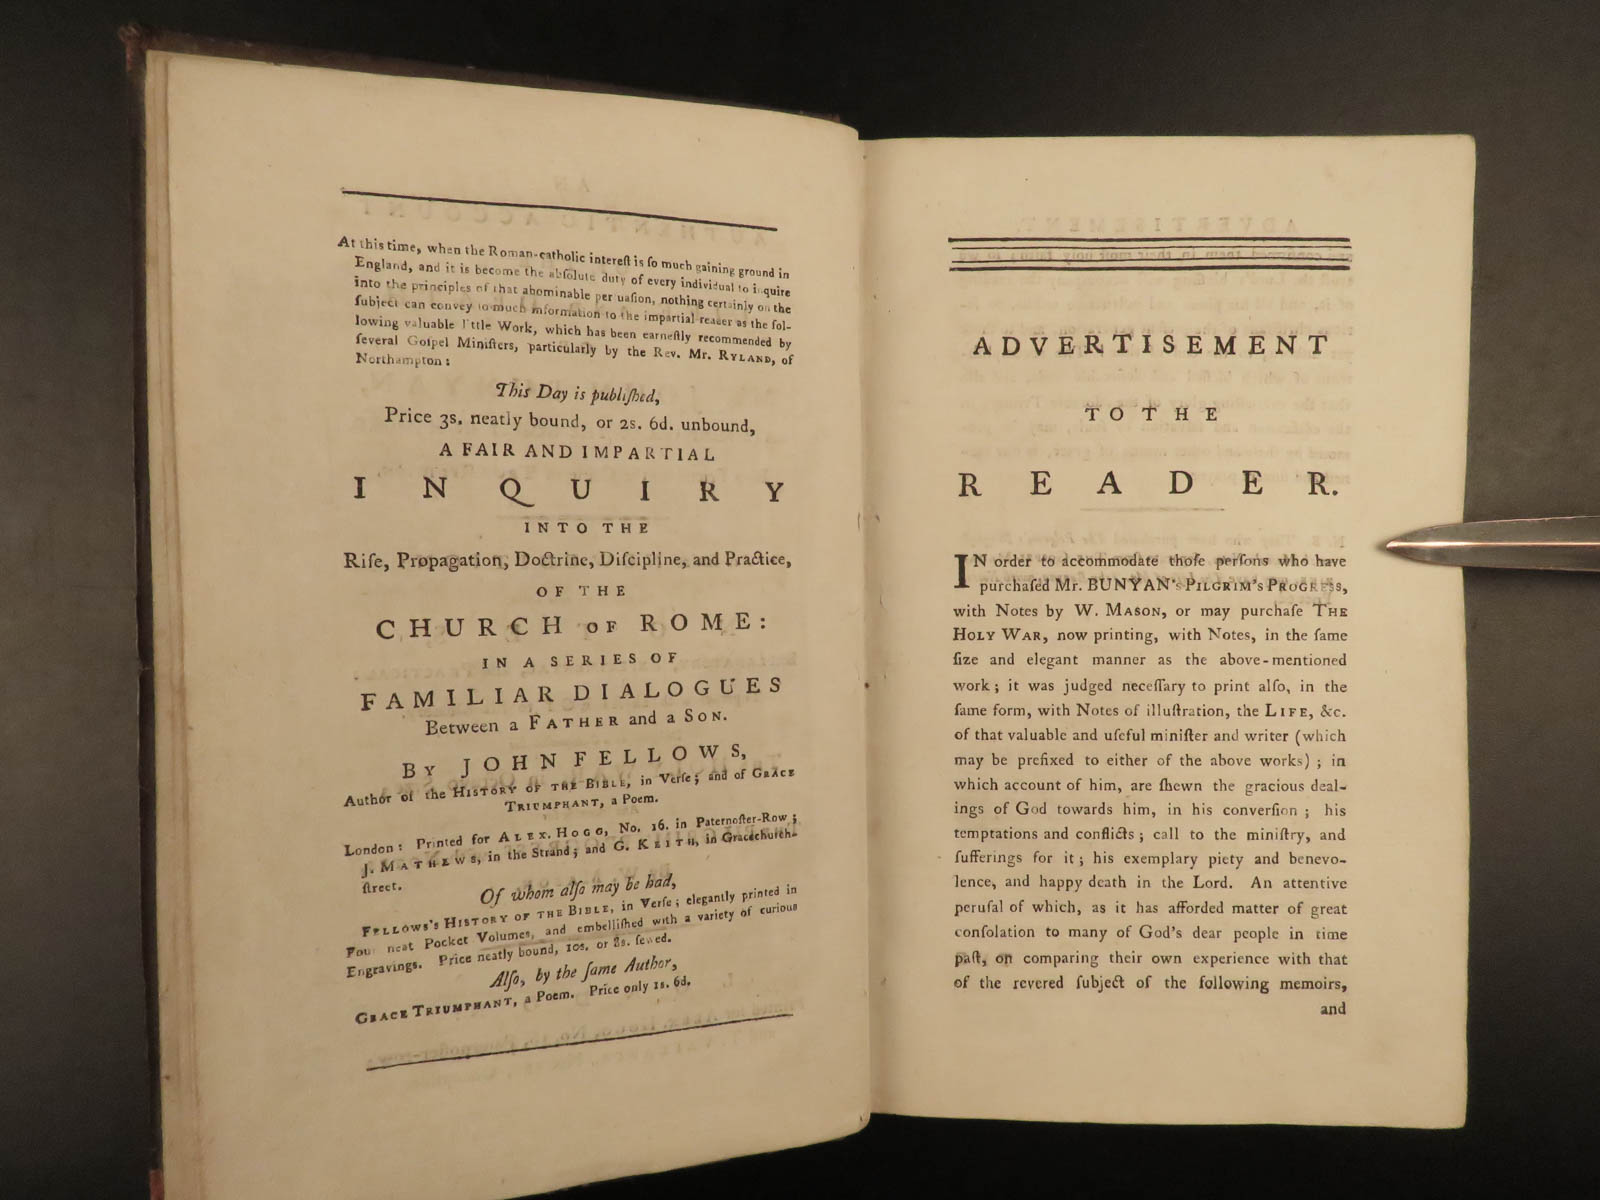 At this time, when the Roman-catholic intereſt is ſo much gaining ground in
England, and it is become the abſolute duty of every individual to inquire
into the principles of that abominable per uaſion, nothing certainly on the
ſubject can convey ſo much information to the impartial reader as the fol-
lowing valuable l'ttle Work, which has been earneſtly recommended by
ſeveral Goſpel Miniſters, particularly by the Rev. Mr. RYLAND, of
Northampton:
This Day is publiſhed,
Price 3s. neatly bound, or 2s. 6d. unbound,
A FAIR AND IMPARTIAL
INQUIRY
INTO THE
Riſe, Propagation, Doctrine, Diſcipline, and Practice,
OF THE
CHURCH OF ROME:
IN A SERIES OF
FAMILIAR DIALOGUES
Between a FATHER and a SON.
BY JOHN FELLOWS,
Author of the HISTORY OF THE BIBLE, in Verſe; and of GRACE
TRIUMPHANT, a Poem.
London: Printed for ALEX. HOGG, No. 16. in Paternoſter-Row;
J. MATHEWS, in the Strand; and G. KEITH, in Gracechurch-
ſtreet.
Of whom alſo may be had,
FELLOWS's HISTORY OF THE BIBLE, in Verſe; elegantly printed in
Four neat Pocket Volumes, and embelliſhed with a variety of curious
Engravings. Price neatly bound, 10s. or 8s. ſewed.
Alſo, by the ſame Author,
GRACE TRIUMPHANT, a Poem. Price only 1s. 6d.
ADVERTISEMENT
TO THE
READER.
IN order to accommodate thoſe perſons who have
purchaſed Mr. BUNYAN's PILGRIM's PROGRESS,
with Notes by W. MASON, or may purchaſe THE
HOLY WAR, now printing, with Notes, in the ſame
ſize and elegant manner as the above-mentioned
work; it was judged neceſſary to print alſo, in the
ſame form, with Notes of illuſtration, the LIFE, &c.
of that valuable and uſeful miniſter and writer (which
may be prefixed to either of the above works); in
which account of him, are ſhewn the gracious deal-
ings of God towards him, in his converſion; his
temptations and conflicts; call to the miniſtry, and
ſufferings for it; his exemplary piety and benevo-
lence, and happy death in the Lord. An attentive
peruſal of which, as it has afforded matter of great
conſolation to many of God's dear people in time
paſt, on comparing their own experience with that
of the revered ſubject of the following memoirs,
and